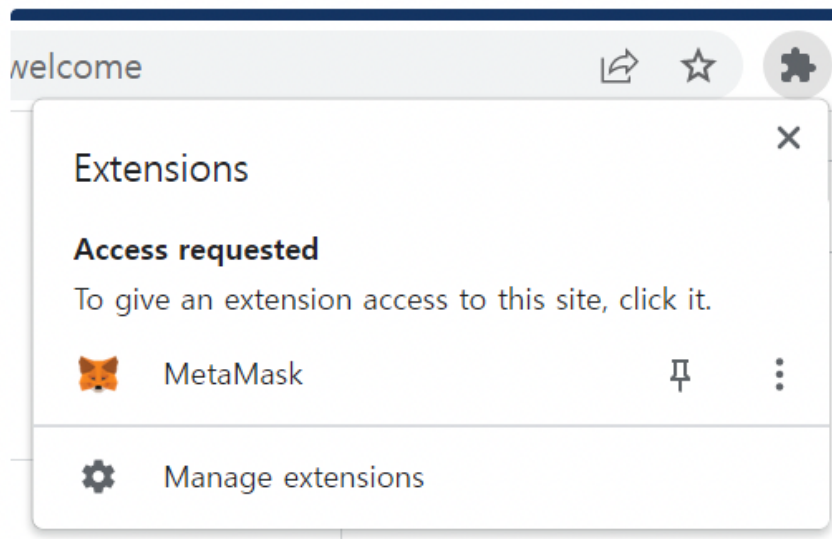 welcome
Extensions
Access requested
To give an extension access to this site, click it.
MetaMask
Manage extensions